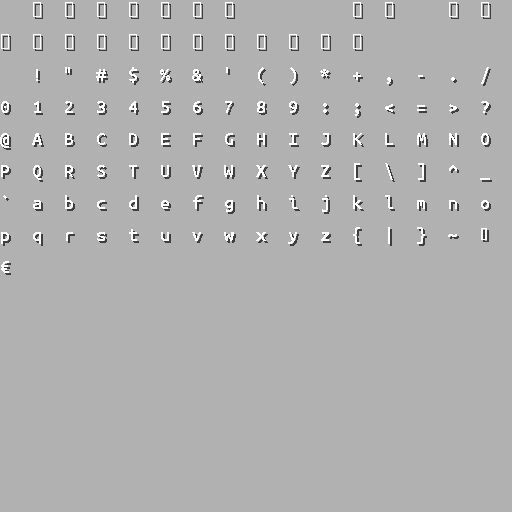 ! " # $ % & ' ( ) * + , - . /
0 1 2 3 4 5 6 7 8 9 : ; < = > ?
@ A B C D E F G H I J K L M N O
P Q R S T U V W X Y Z [ \ ] ^ _
` a b c d e f g h i j k l m n o
p q r s t u v w x y z { | } ~
€